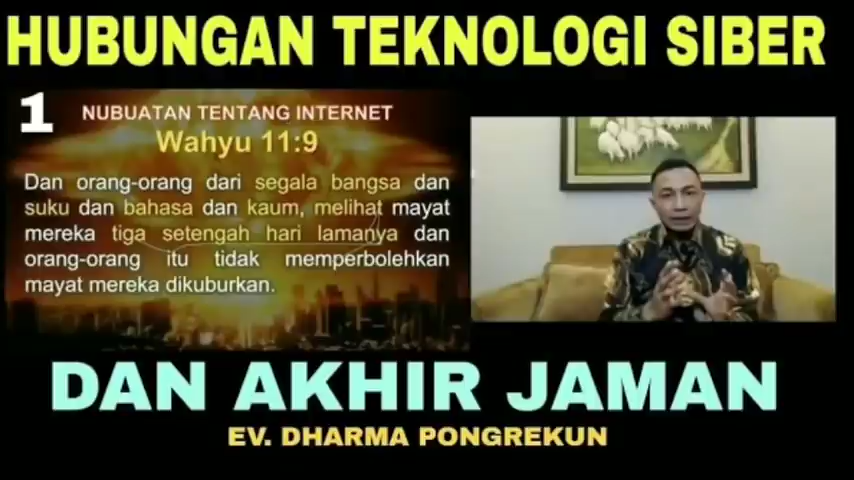 HUBUNGAN TEKNOLOGI SIBER
1
NUBUATAN TENTANG INTERNET
Wahyu 11:9
Dan orang-orang dari segala bangsa dan
suku dan bahasa dan kaum, melihat mayat
mereka tiga setengah hari lamanya dan
orang-orang itu tidak memperbolehkan
mayat mereka dikuburkan.
DAN AKHIR JAMAN
EV. DHARMA PONGREKUN